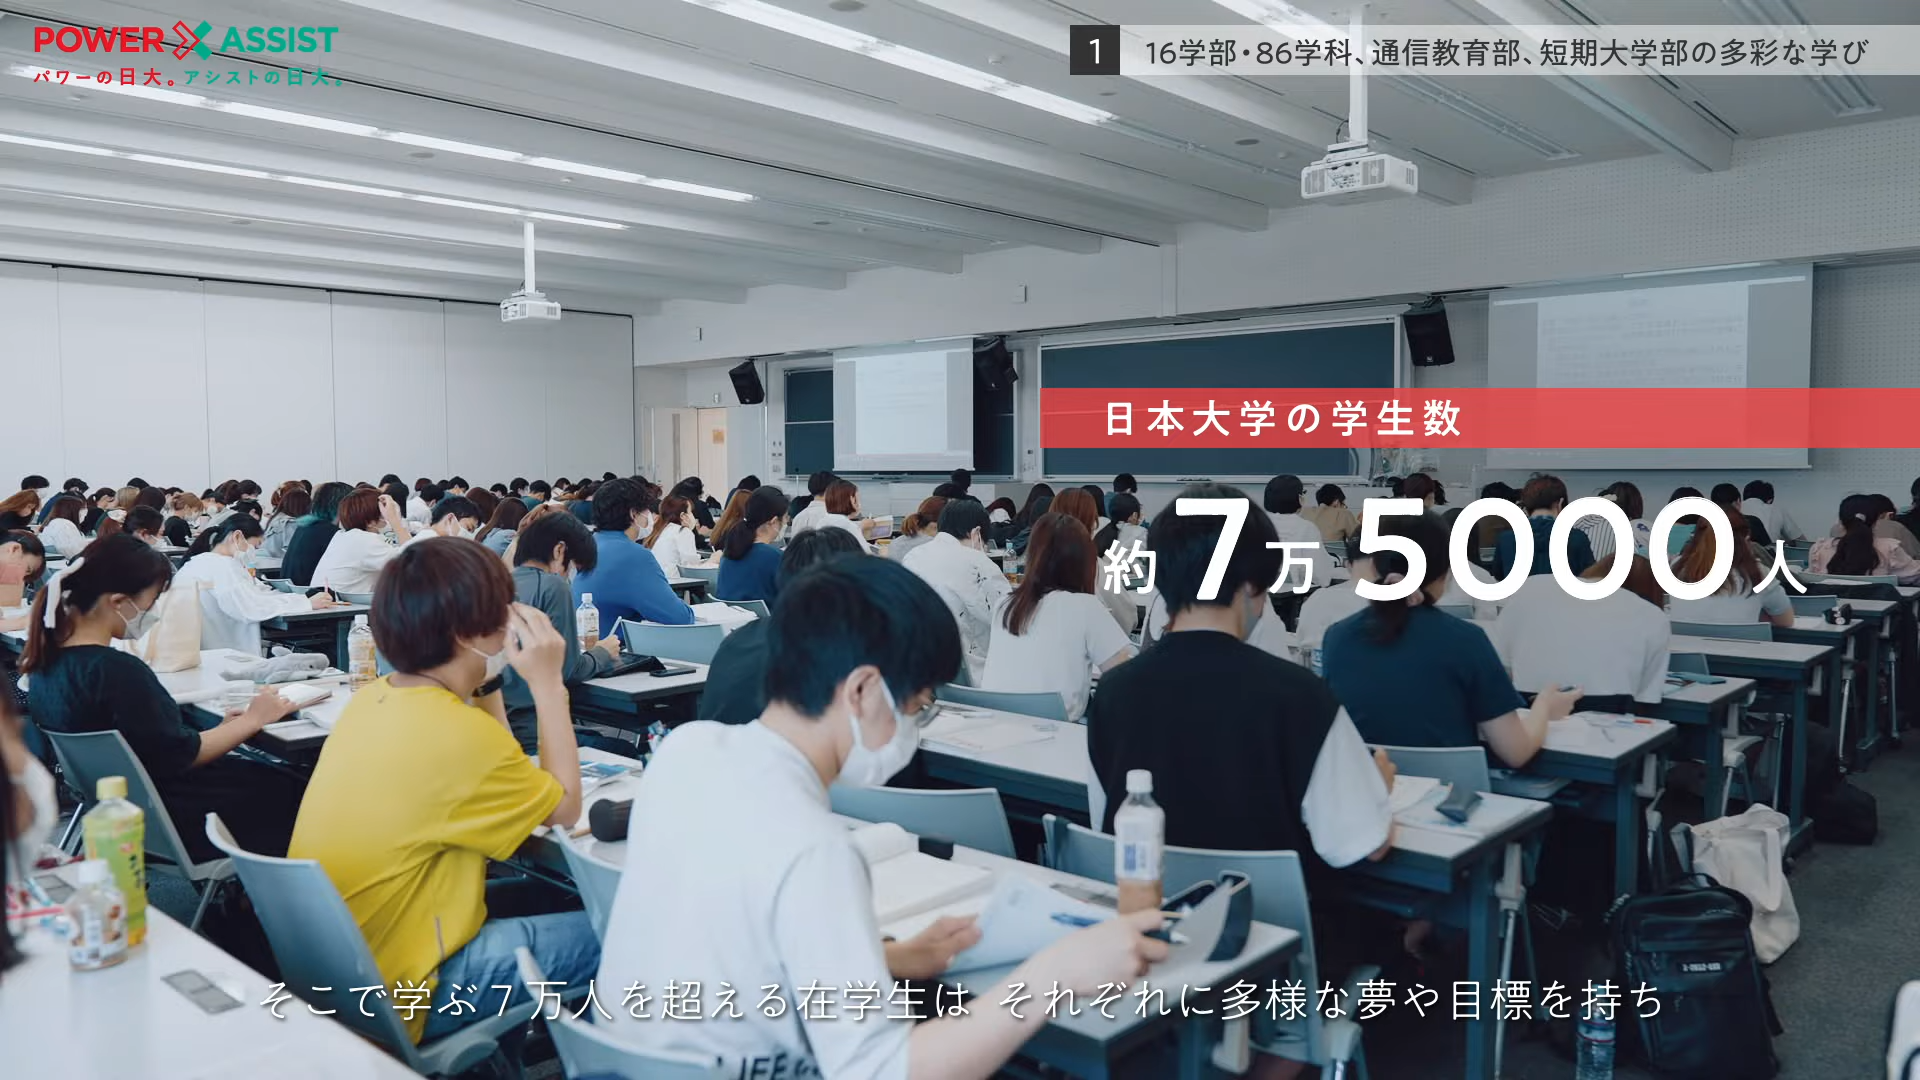 POWER ASSIST
パワーの日大。アシストの日大。
1 16学部・86学科、通信教育部、短期大学部の多彩な学び
日本大学の学生数
約7万5000人
LIFE
そこで学ぶ7万人を超える在学生は それぞれに多様な夢や目標を持ち